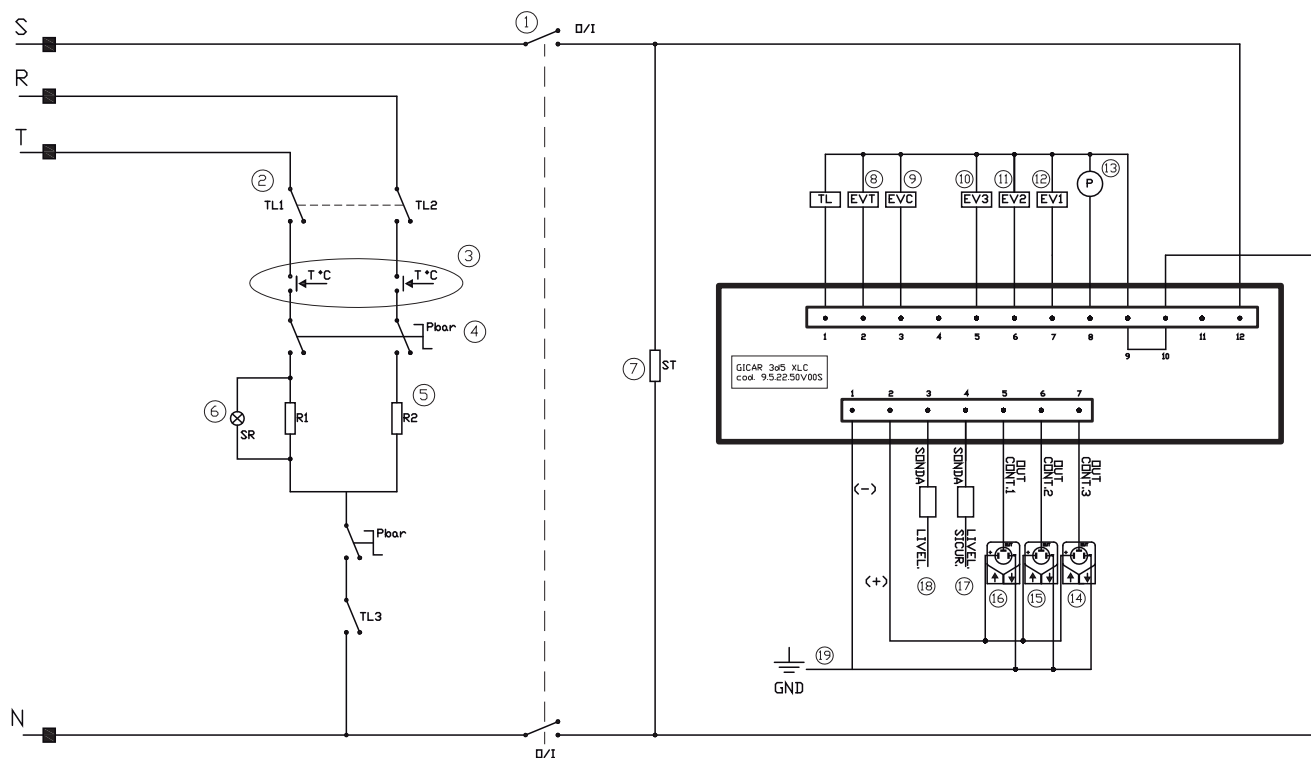 S
1
0/I
R
T
2
TL1
TL2
3
T °C
T °C
4
Pbar
5
6
R1
R2
SR
7
ST
Pbar
TL3
N
0/I
8
9
10
11
12
13
TL
EVT
EVC
EV3
EV2
EV1
P
1 2 3 4 5 6 7 8 9 10 11 12
GICAR 3d5 XLC
cod. 9.5.22.50V00S
1 2 3 4 5 6 7
(-)
(+)
SONDA
LIVEL.
SONDA
LIVEL.
SICUR.
OUT
CONT.1
OUT
CONT.2
OUT
CONT.3
18
17
16
15
14
19
GND